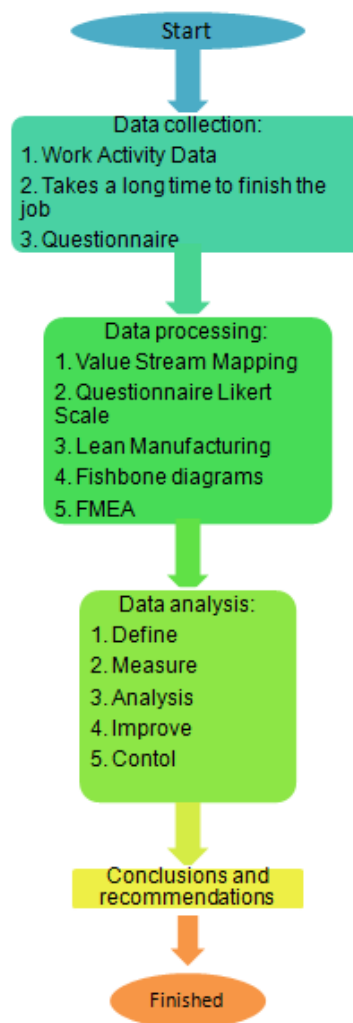 Start
Data collection:
1. Work Activity Data
2. Takes a long time to finish the
job
3. Questionnaire
Data processing:
1. Value Stream Mapping
2. Questionnaire Likert
Scale
3. Lean Manufacturing
4. Fishbone diagrams
5. FMEA
Data analysis:
1. Define
2. Measure
3. Analysis
4. Improve
5. Contol
Conclusions and
recommendations
Finished